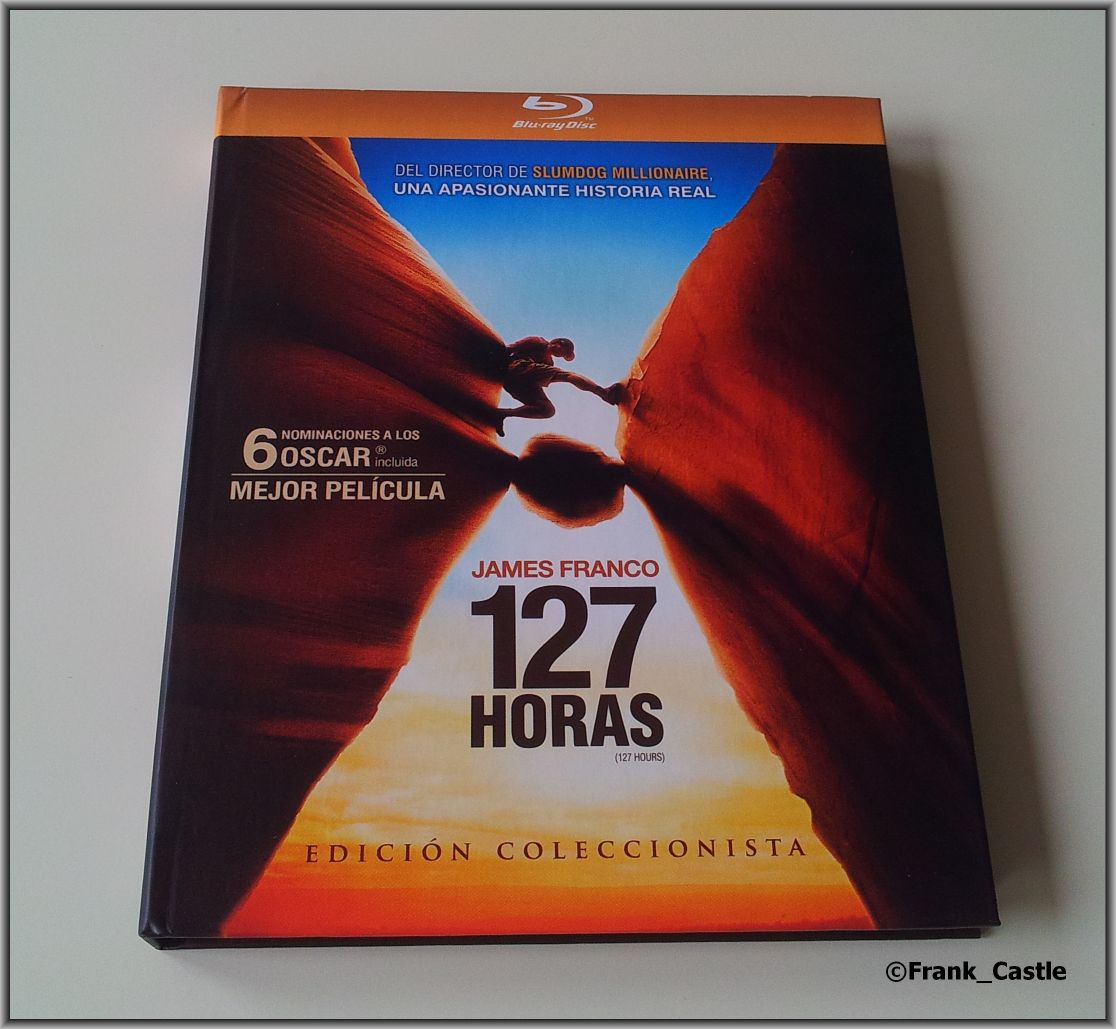 Blu-ray Disc™
DEL DIRECTOR DE SLUMDOG MILLIONAIRE,
UNA APASIONANTE HISTORIA REAL
6 NOMINACIONES A LOS
OSCAR® incluida
MEJOR PELÍCULA
JAMES FRANCO
127
HORAS
(127 HOURS)
EDICIÓN COLECCIONISTA
©Frank_Castle